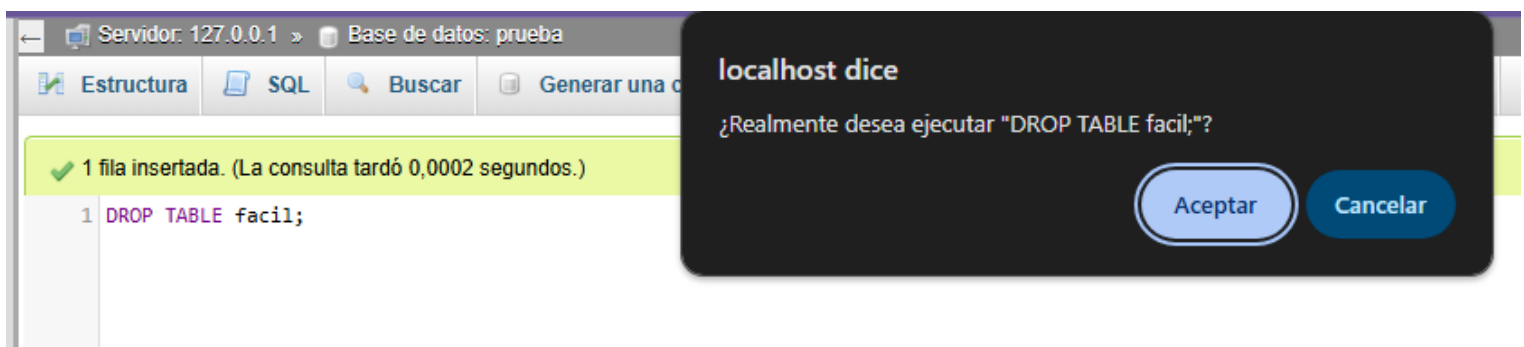 ← Servidor: 127.0.0.1 » Base de datos: prueba
Estructura SQL Buscar Generar una
localhost dice
¿Realmente desea ejecutar "DROP TABLE facil;"?
Aceptar Cancelar
1 fila insertada. (La consulta tardó 0,0002 segundos.)
1 DROP TABLE facil;